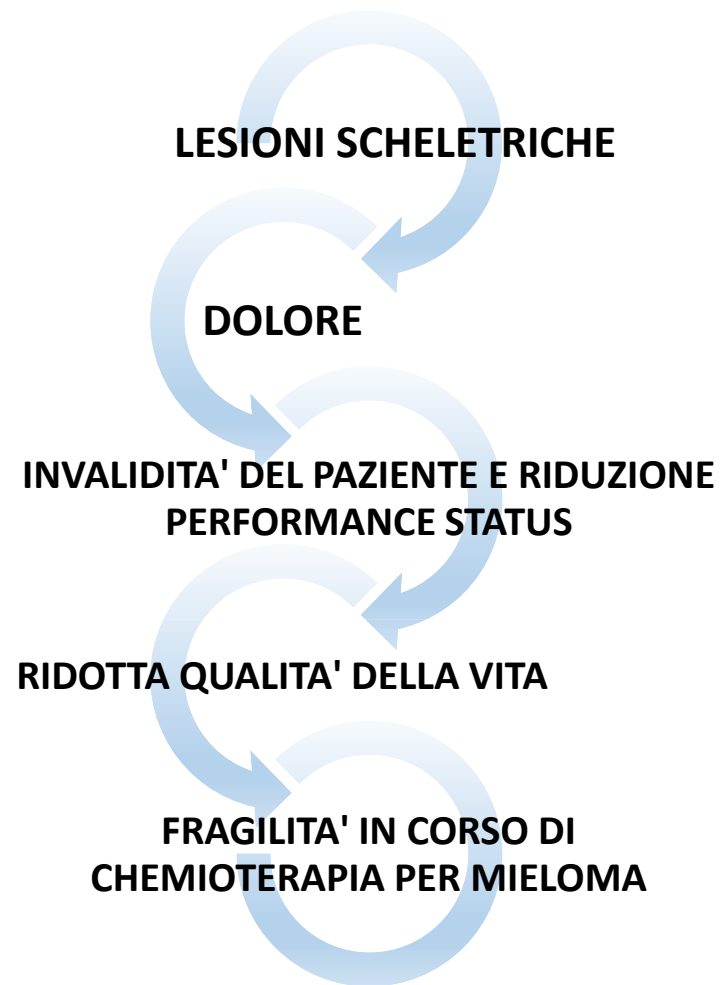 LESIONI SCHELETRICHE
DOLORE
INVALIDITA' DEL PAZIENTE E RIDUZIONE
PERFORMANCE STATUS
RIDOTTA QUALITA' DELLA VITA
FRAGILITA' IN CORSO DI
CHEMIOTERAPIA PER MIELOMA